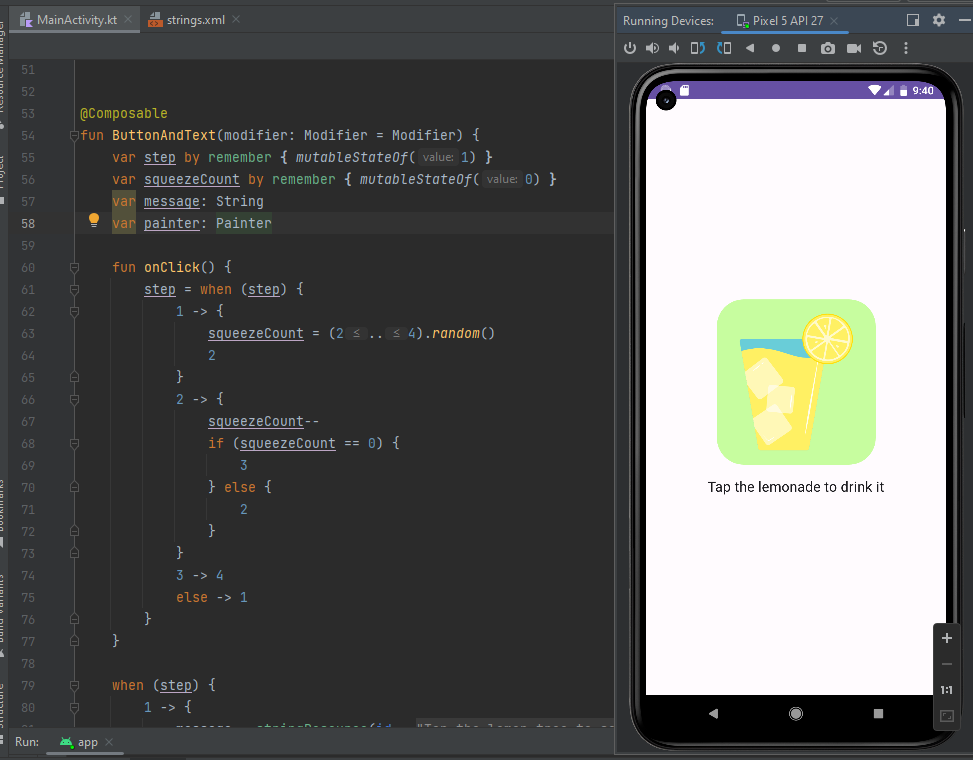 MainActivity.kt
strings.xml
Running Devices:
Pixel 5 API 27
51
52
53 @Composable
54 fun ButtonAndText(modifier: Modifier = Modifier) {
55 var step by remember { mutableStateOf( value: 1) }
56 var squeezeCount by remember { mutableStateOf( value: 0) }
57 var message: String
58 var painter: Painter
59
60 fun onClick() {
61 step = when (step) {
62 1 -> {
63 squeezeCount = (2 ≤ .. ≤ 4).random()
64 2
65 }
66 2 -> {
67 squeezeCount--
68 if (squeezeCount == 0) {
69 3
70 } else {
71 2
72 }
73 }
74 3 -> 4
75 else -> 1
76 }
77 }
78
79 when (step) {
80 1 -> {
9:40
Tap the lemonade to drink it
1:1
Resource Manager
Project
Bookmarks
Build Variants
Structure
Run:
app